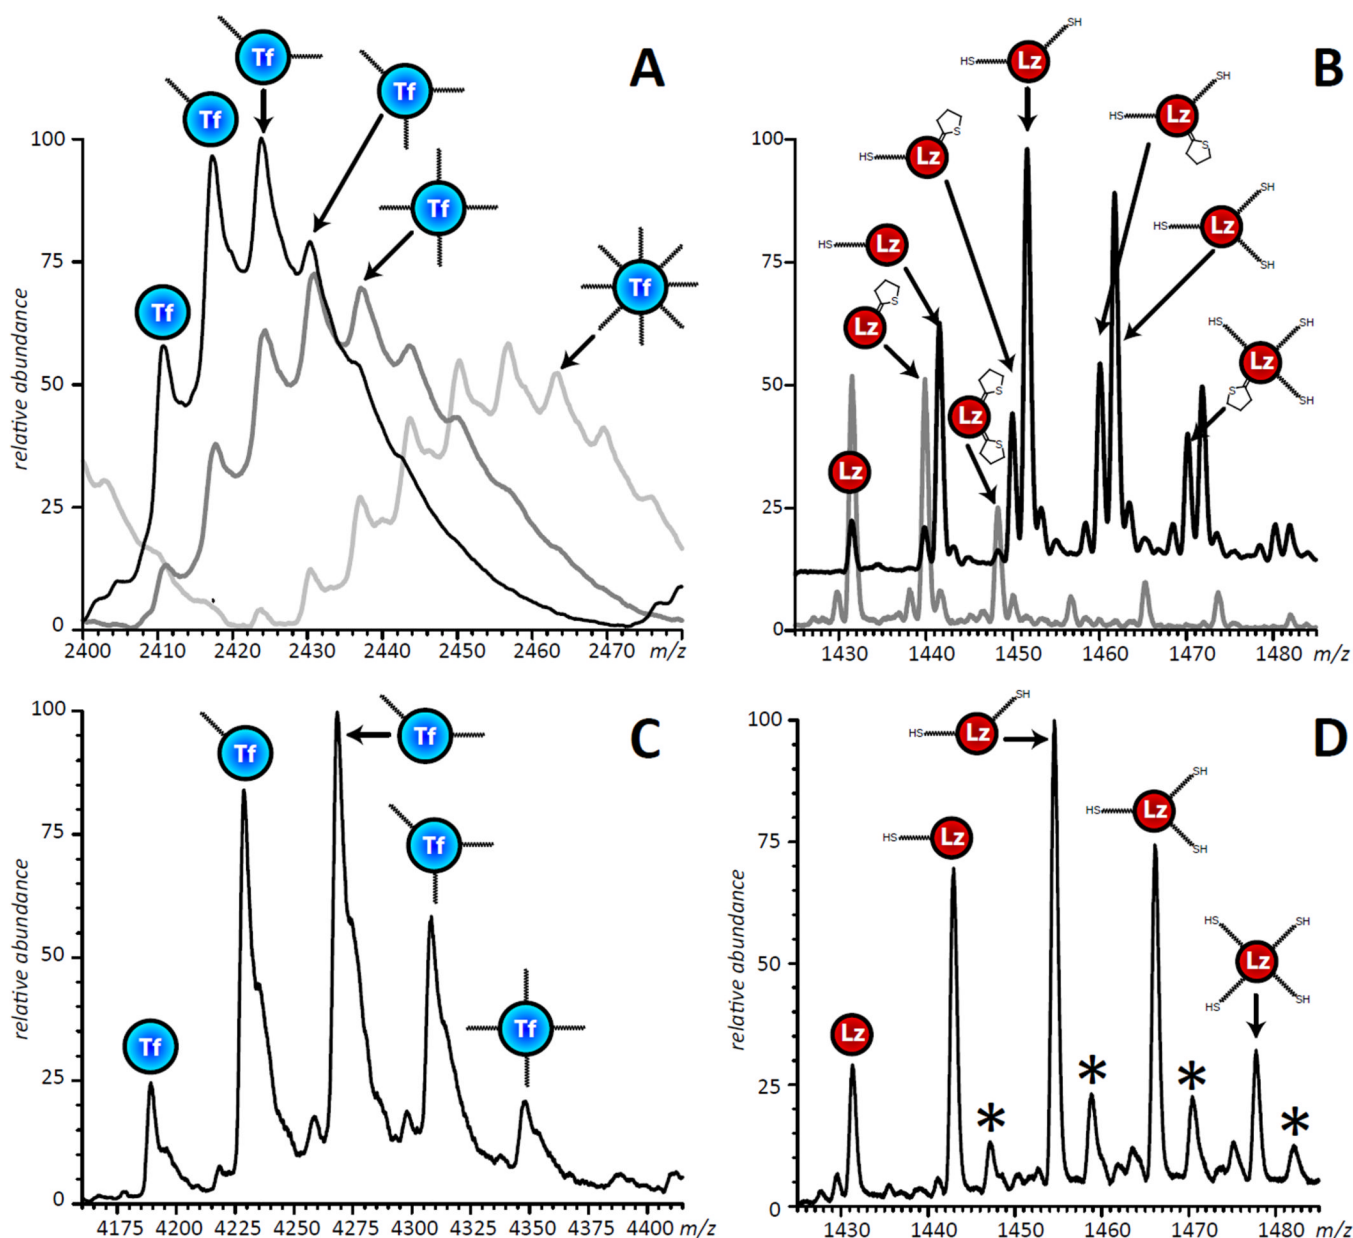 A
Tf
Tf
Tf
Tf
Tf
Tf
100
75
50
25
0
relative abundance
2400 2410 2420 2430 2440 2450 2460 2470 m/z
B
SH
HS Lz
SH
HS Lz
S
S
HS Lz
SH
HS Lz
SH
HS Lz
S
Lz
S
Lz
S
HS SH
Lz
S
SH
Lz
100
75
50
25
0
relative abundance
1430 1440 1450 1460 1470 1480 m/z
C
Tf
Tf
Tf
Tf
Tf
100
75
50
25
0
relative abundance
4175 4200 4225 4250 4275 4300 4325 4350 4375 4400 m/z
D
SH
HS Lz
SH
HS Lz
SH
HS Lz
HS SH
Lz
HS SH
Lz
* * * *
100
75
50
25
0
relative abundance
1430 1440 1450 1460 1470 1480 m/z